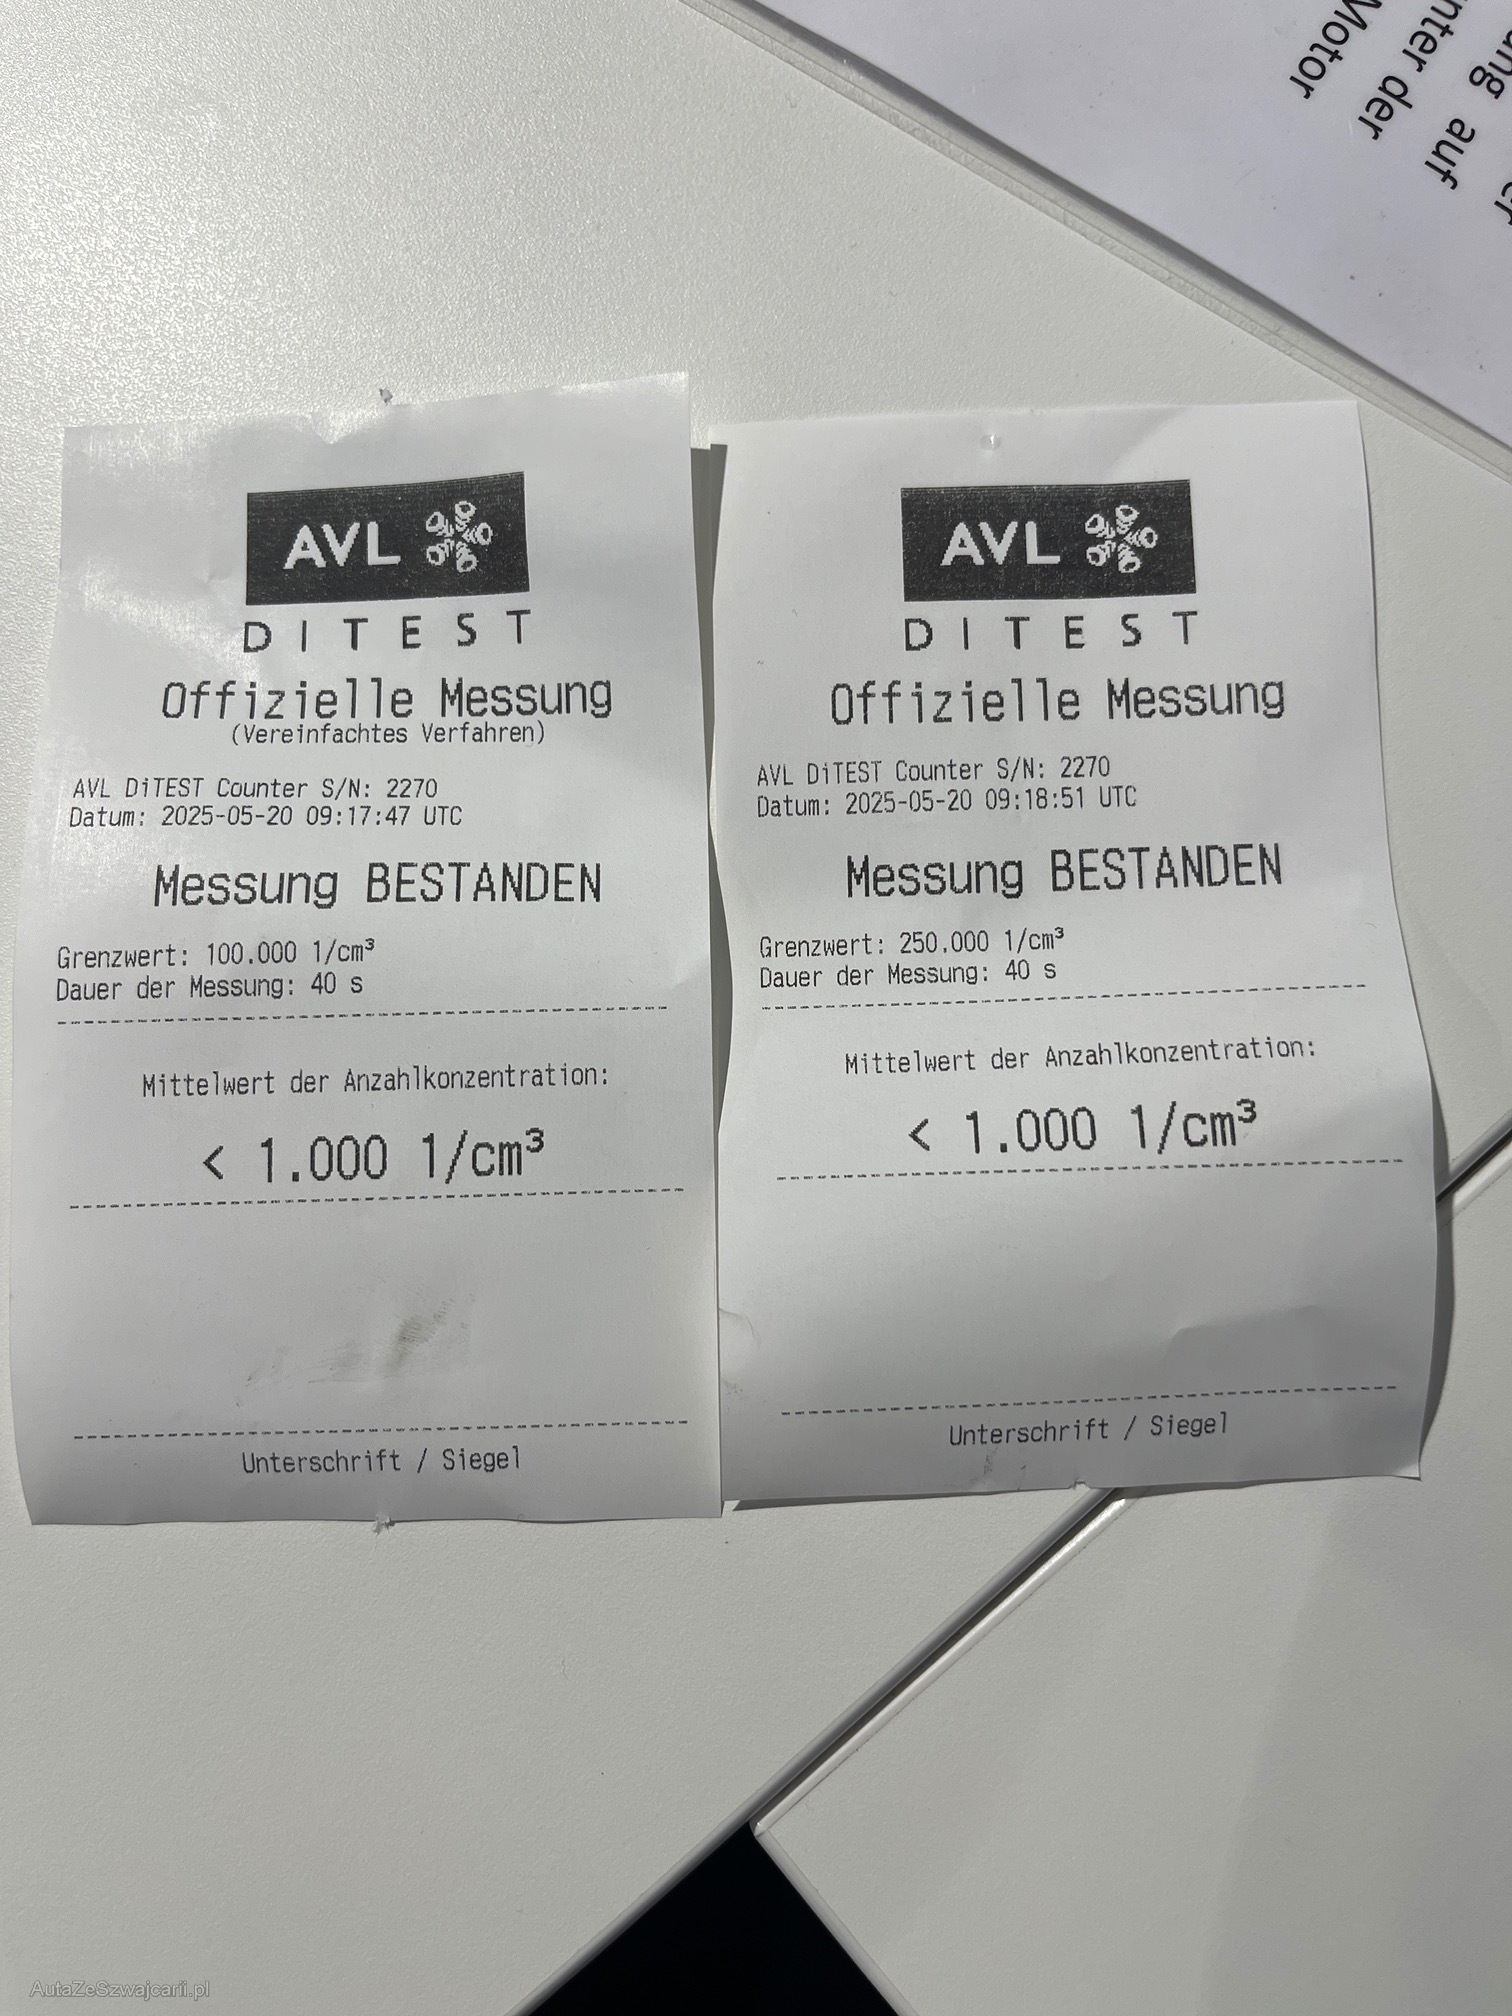 AVL
DITEST
Offizielle Messung
(Vereinfachtes Verfahren)
AVL DiTEST Counter S/N: 2270
Datum: 2025-05-20 09:17:47 UTC
Messung BESTANDEN
Grenzwert: 100.000 1/cm³
Dauer der Messung: 40 s
Mittelwert der Anzahlkonzentration:
< 1.000 1/cm³
Unterschrift / Siegel
AVL
DITEST
Offizielle Messung
AVL DiTEST Counter S/N: 2270
Datum: 2025-05-20 09:18:51 UTC
Messung BESTANDEN
Grenzwert: 250.000 1/cm³
Dauer der Messung: 40 s
Mittelwert der Anzahlkonzentration:
< 1.000 1/cm³
Unterschrift / Siegel
auf
der
Motor
AutaZeSzwajcarii.pl